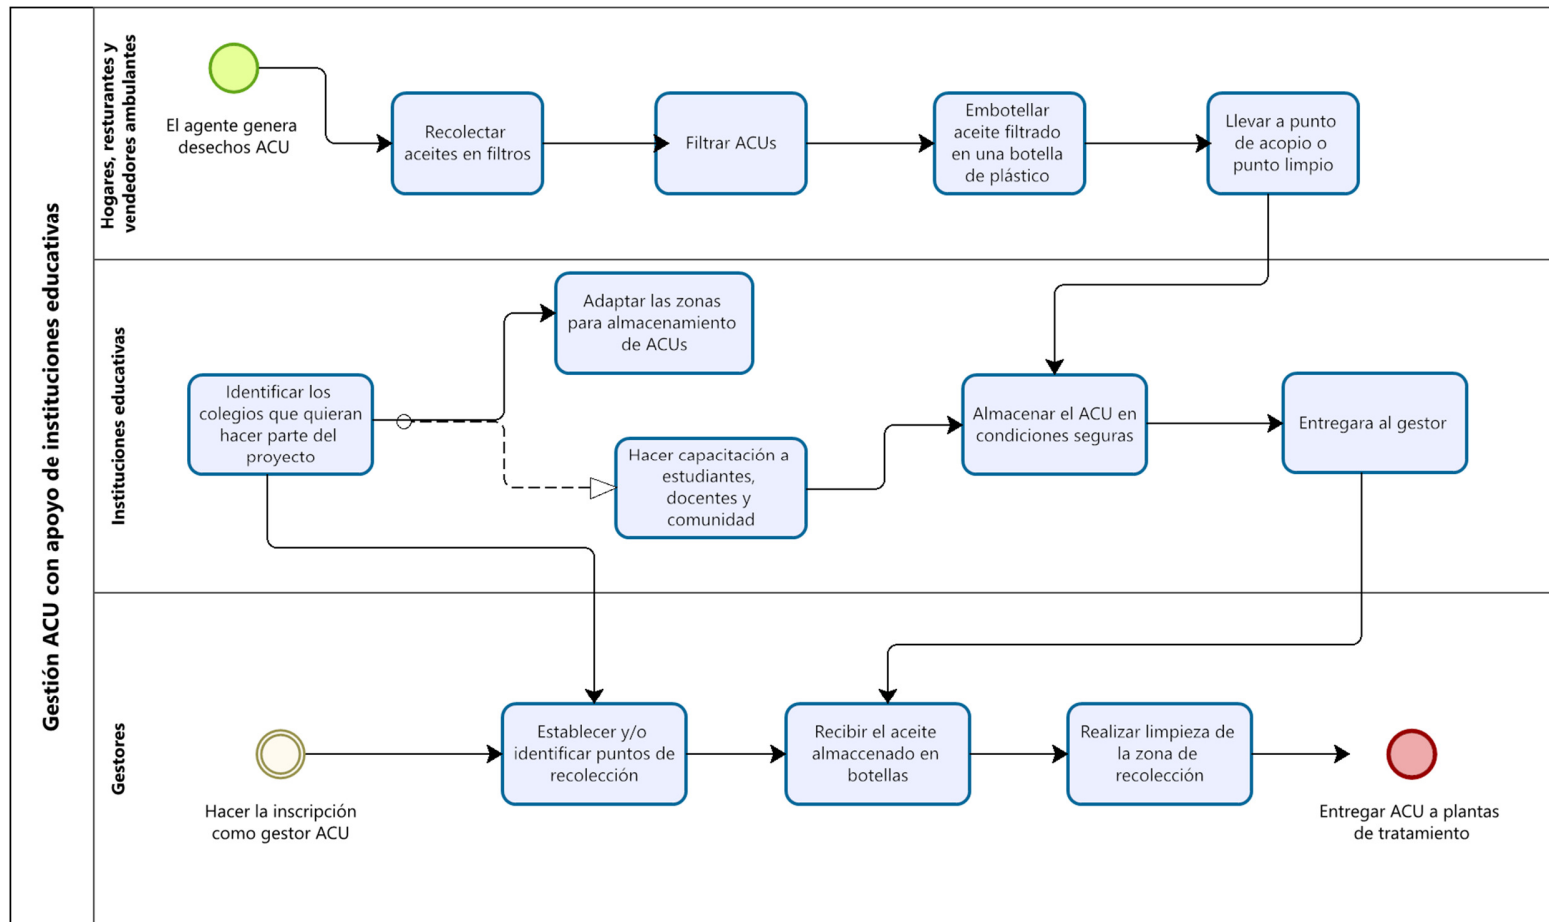 Gestión ACU con apoyo de instituciones educativas
Hogares, resturantes y
vendedores ambulantes
El agente genera
desechos ACU
Recolectar
aceites en filtros
Filtrar ACUs
Embotellar
aceite filtrado
en una botella
de plástico
Llevar a punto
de acopio o
punto limpio
Instituciones educativas
Identificar los
colegios que quieran
hacer parte del
proyecto
Adaptar las zonas
para almacenamiento
de ACUs
Hacer capacitación a
estudiantes,
docentes y
comunidad
Almacenar el ACU en
condiciones seguras
Entregara al gestor
Gestores
Hacer la inscripción
como gestor ACU
Establecer y/o
identificar puntos de
recolección
Recibir el aceite
almaccenado en
botellas
Realizar limpieza de
la zona de
recolección
Entregar ACU a plantas
de tratamiento